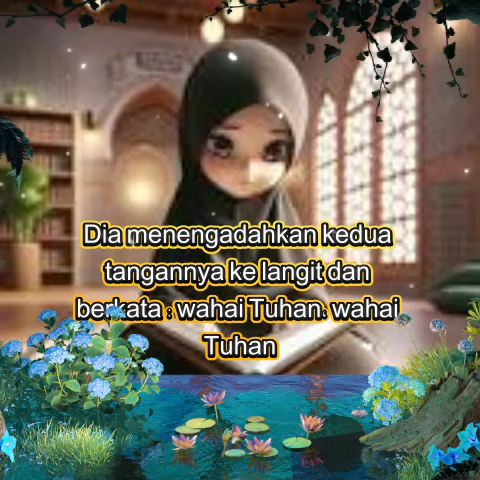 Dia menengadahkan kedua
tangannya ke langit dan
berkata : wahai Tuhan, wahai
Tuhan